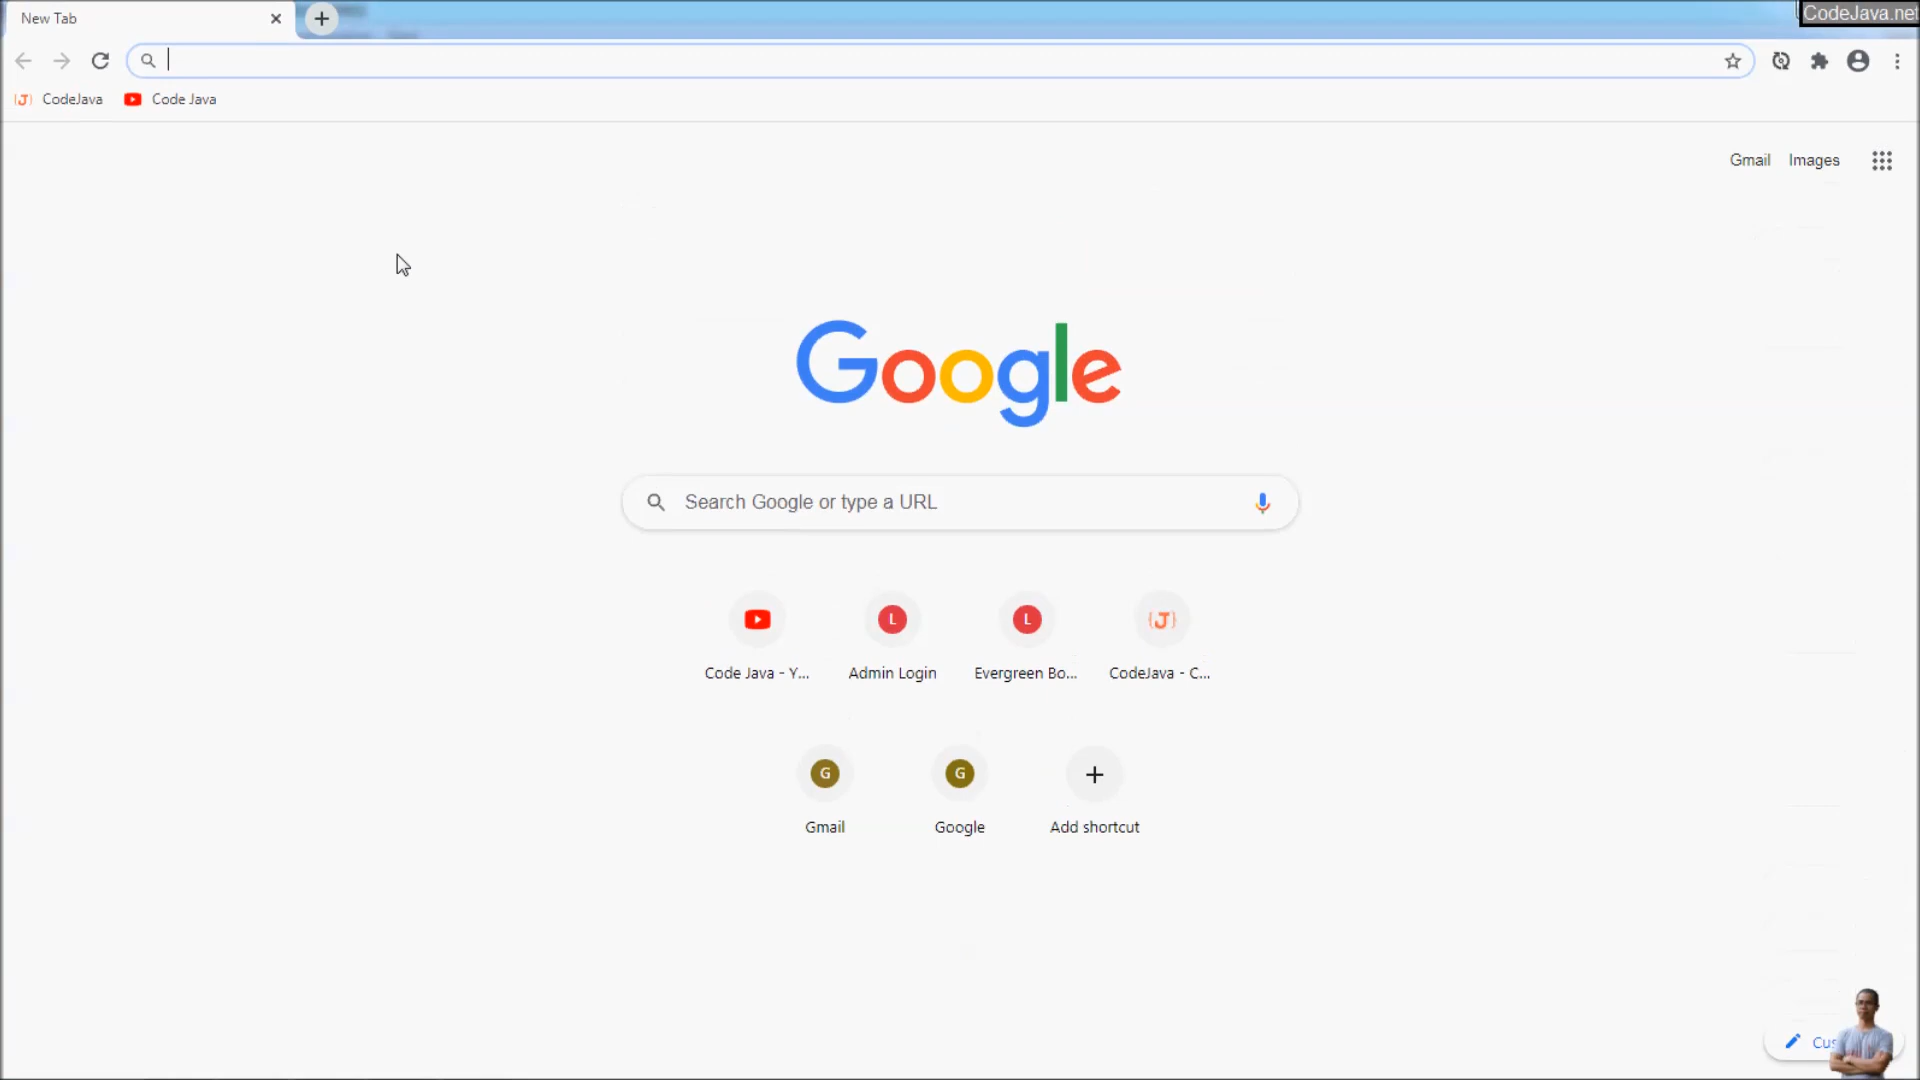 New Tab
CodeJava.net
CodeJava
Code Java
Gmail
Images
Google
Search Google or type a URL
Code Java - Y...
L
Admin Login
L
Evergreen Bo...
{J}
CodeJava - C...
G
Gmail
G
Google
Add shortcut